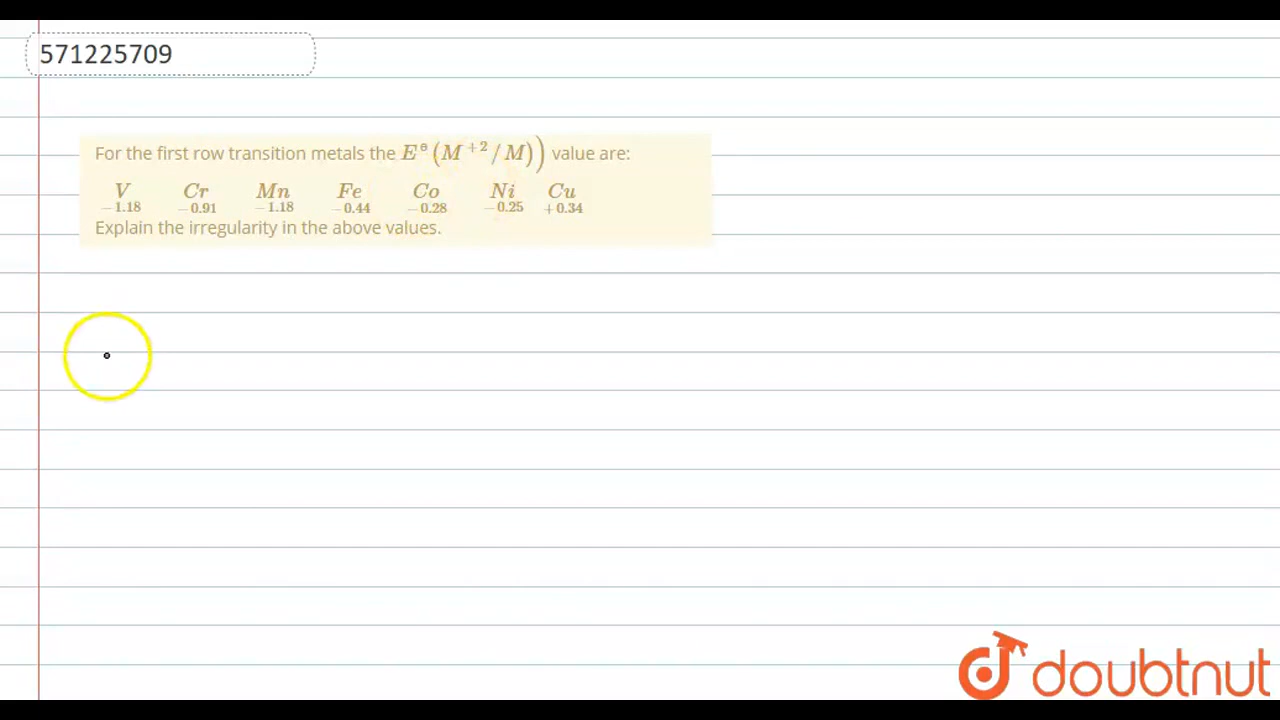 571225709
For the first row transition metals the E°(M⁺²/M)) value are:
V Cr Mn Fe Co Ni Cu
−1.18 −0.91 −1.18 −0.44 −0.28 −0.25 +0.34
Explain the irregularity in the above values.
doubtnut